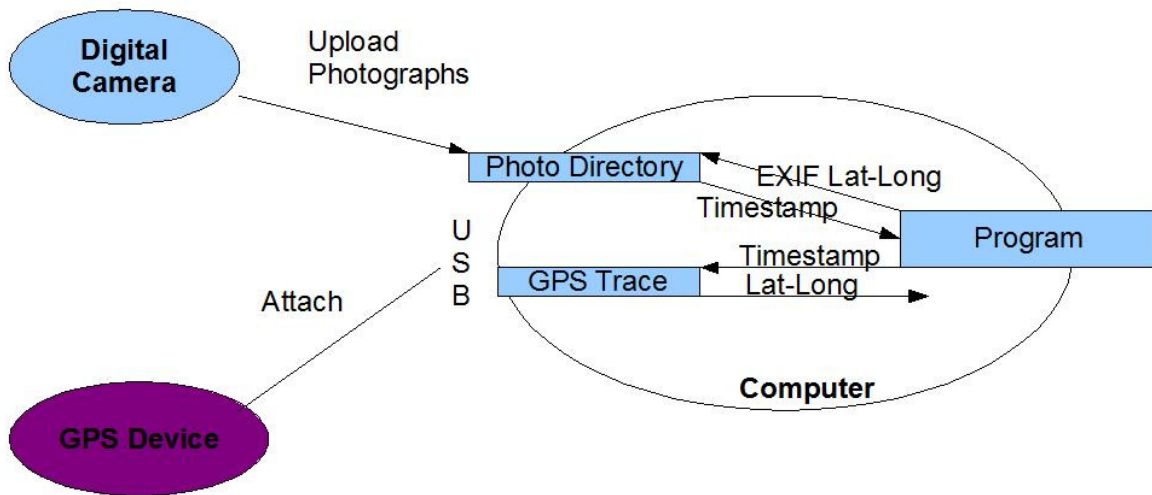 Digital
Camera
Upload
Photographs
Photo Directory
EXIF Lat-Long
Timestamp
Program
U
S
B
Timestamp
GPS Trace
Lat-Long
Attach
Computer
GPS Device